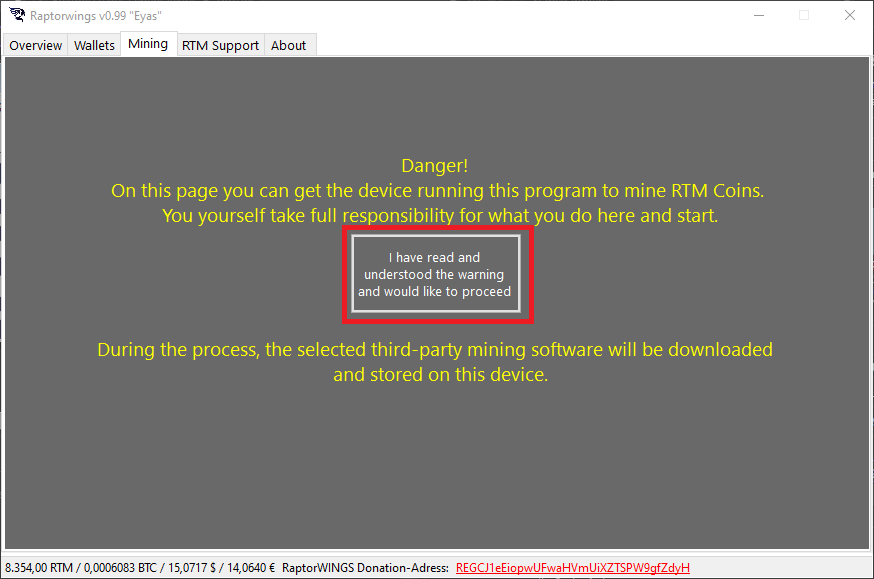 Raptorwings v0.99 "Eyas"
Overview Wallets Mining RTM Support About
Danger!
On this page you can get the device running this program to mine RTM Coins.
You yourself take full responsibility for what you do here and start.
I have read and
understood the warning
and would like to proceed
During the process, the selected third-party mining software will be downloaded
and stored on this device.
8.354,00 RTM / 0,0006083 BTC / 15,0717 $ / 14,0640 € RaptorWINGS Donation-Adress: REGCJ1eEiopwUFwaHVmUiXZTSPW9gfZdyH